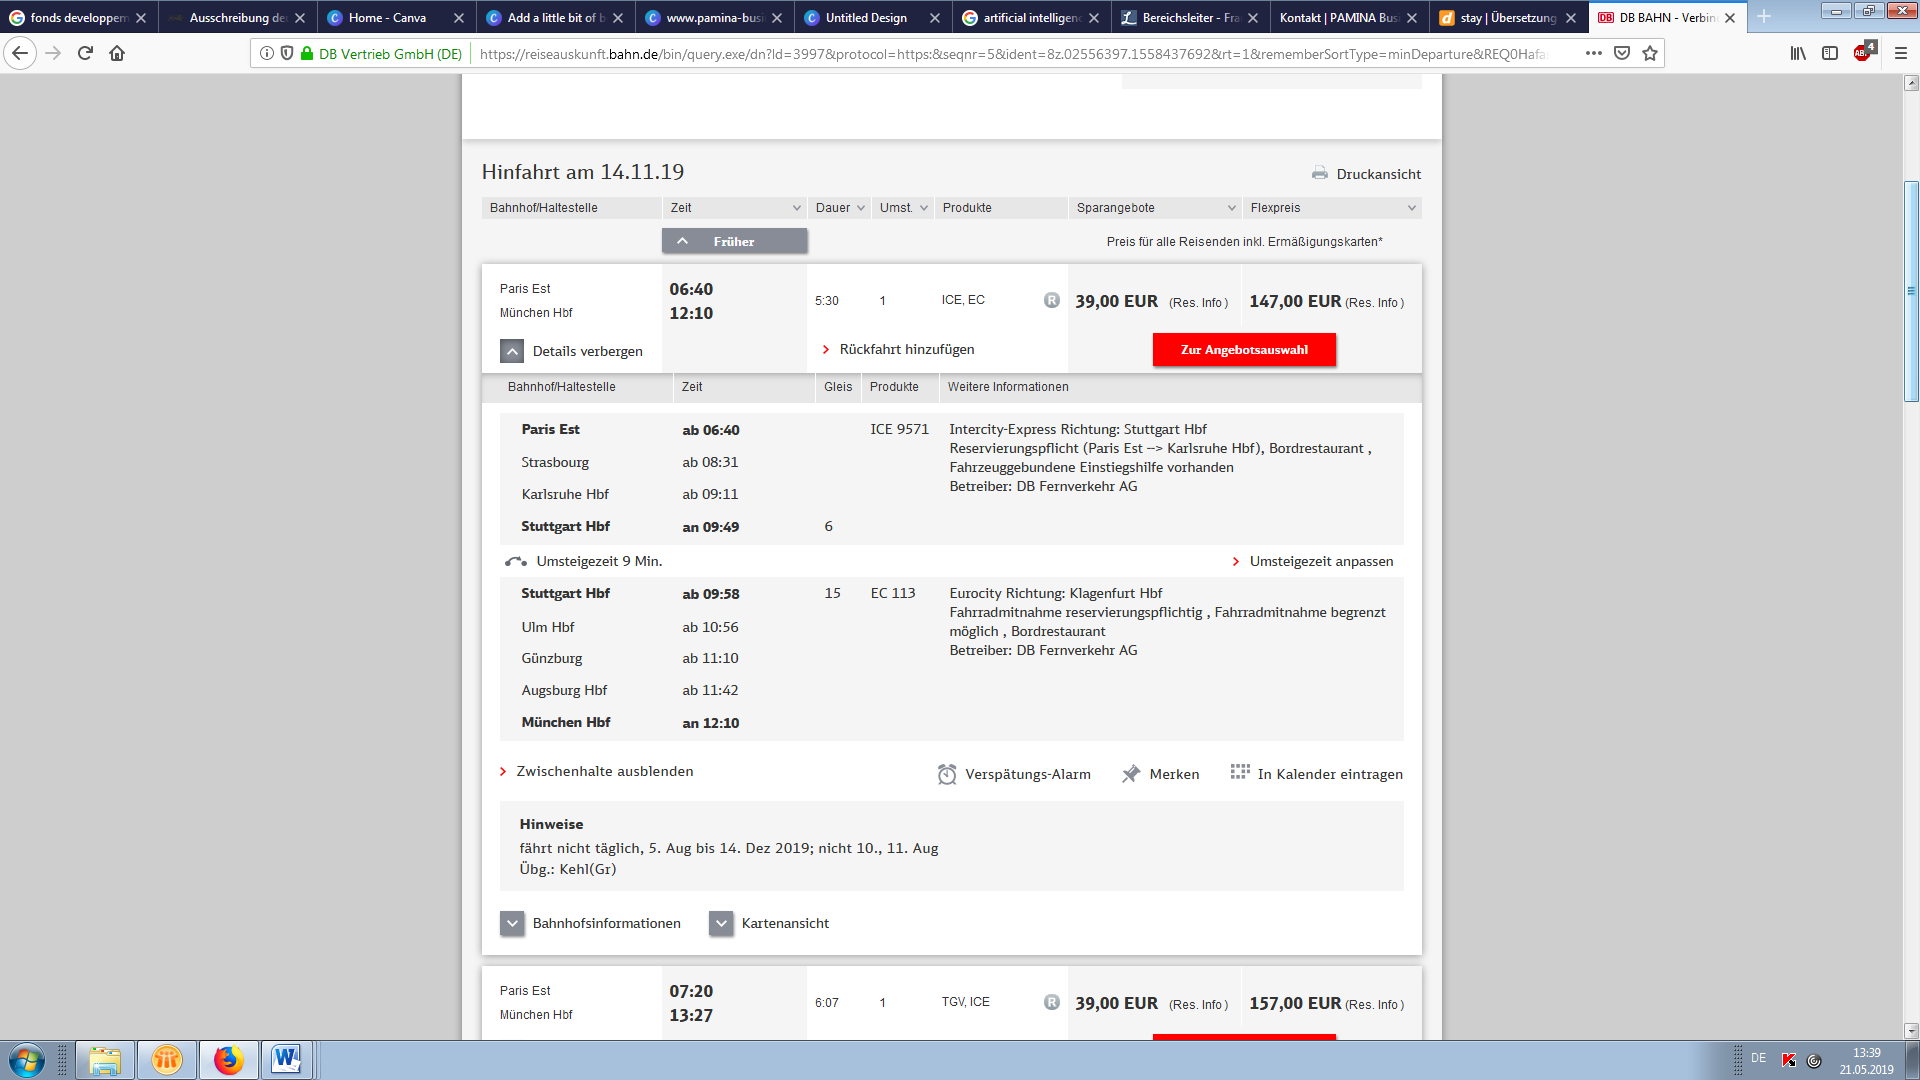 fonds developpem
Ausschreibung des
Home - Canva
Add a little bit of b
www.pamina-busi
Untitled Design
artificial intelligenc
Bereichsleiter - Fra
Kontakt | PAMINA Busi
stay | Übersetzung
DB BAHN - Verbin
DB Vertrieb GmbH (DE)
https://reiseauskunft.bahn.de/bin/query.exe/dn?ld=3997&protocol=https:&seqnr=5&ident=8z.02556397.1558437692&rt=1&rememberSortType=minDeparture&REQ0Hafa
4
Hinfahrt am 14.11.19
Druckansicht
Bahnhof/Haltestelle Zeit Dauer Umst. Produkte Sparangebote Flexpreis
Früher
Preis für alle Reisenden inkl. Ermäßigungskarten*
Paris Est 06:40
München Hbf 12:10
5:30 1 ICE, EC R 39,00 EUR (Res. Info) 147,00 EUR (Res. Info)
Details verbergen
Rückfahrt hinzufügen
Zur Angebotsauswahl
Bahnhof/Haltestelle Zeit Gleis Produkte Weitere Informationen
Paris Est ab 06:40 ICE 9571 Intercity-Express Richtung: Stuttgart Hbf
Reservierungspflicht (Paris Est --> Karlsruhe Hbf), Bordrestaurant ,
Strasbourg ab 08:31
Fahrzeuggebundene Einstiegshilfe vorhanden
Betreiber: DB Fernverkehr AG
Karlsruhe Hbf ab 09:11
Stuttgart Hbf an 09:49 6
Umsteigezeit 9 Min.
Umsteigezeit anpassen
Stuttgart Hbf ab 09:58 15 EC 113 Eurocity Richtung: Klagenfurt Hbf
Fahrradmitnahme reservierungspflichtig , Fahrradmitnahme begrenzt
möglich , Bordrestaurant
Betreiber: DB Fernverkehr AG
Ulm Hbf ab 10:56
Günzburg ab 11:10
Augsburg Hbf ab 11:42
München Hbf an 12:10
Zwischenhalte ausblenden
Verspätungs-Alarm
Merken
In Kalender eintragen
Hinweise
fährt nicht täglich, 5. Aug bis 14. Dez 2019; nicht 10., 11. Aug
Übg.: Kehl(Gr)
Bahnhofsinformationen
Kartenansicht
Paris Est 07:20
München Hbf 13:27
6:07 1 TGV, ICE R 39,00 EUR (Res. Info) 157,00 EUR (Res. Info)
DE
13:39
21.05.2019